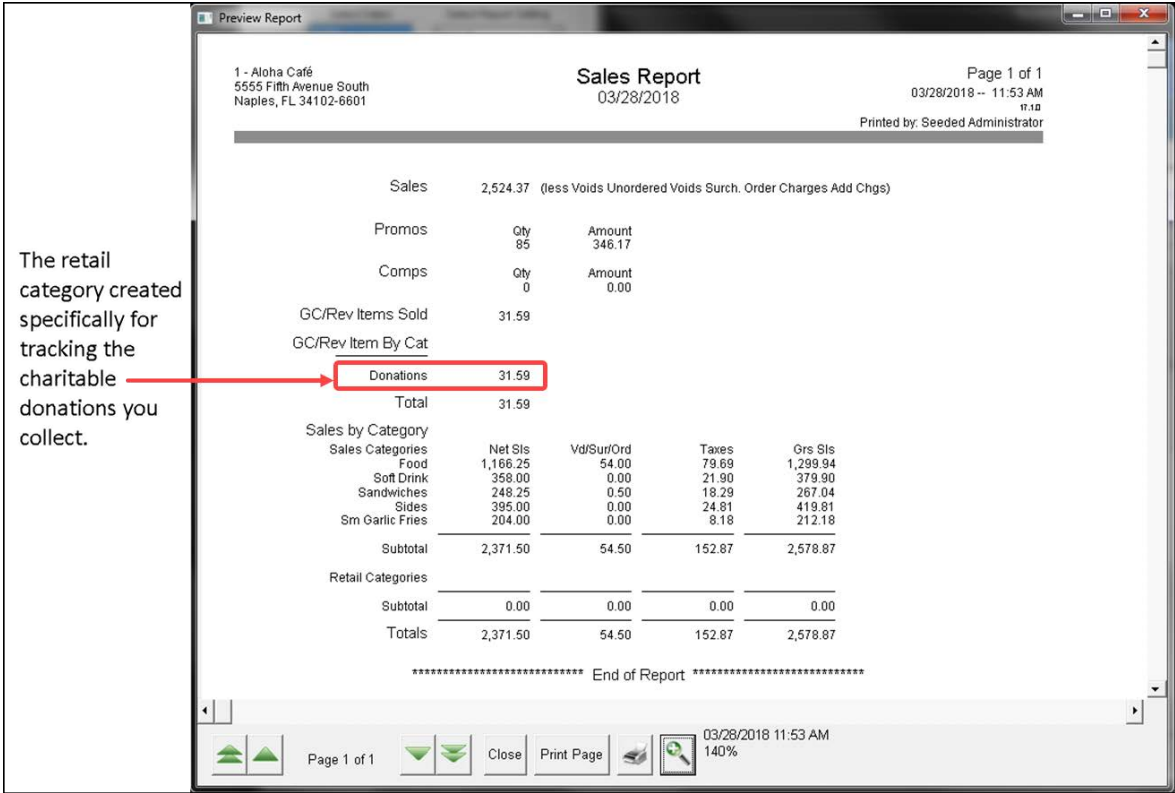 Preview Report
1 - Aloha Café
5555 Fifth Avenue South
Naples, FL 34102-6601
Sales Report
03/28/2018
Page 1 of 1
03/28/2018 -- 11:53 AM
17.1.0
Printed by: Seeded Administrator
Sales 2,524.37 (less Voids Unordered Voids Surch. Order Charges Add Chgs)
Promos Qty Amount
85 346.17
Comps Qty Amount
0 0.00
GC/Rev Items Sold 31.59
GC/Rev Item By Cat
Donations 31.59
Total 31.59
The retail
category created
specifically for
tracking the
charitable
donations you
collect.
Sales by Category
Sales Categories Net Sls Vd/Sur/Ord Taxes Grs Sls
Food 1,166.25 54.00 79.69 1,299.94
Soft Drink 358.00 0.00 21.90 379.90
Sandwiches 248.25 0.50 18.29 267.04
Sides 395.00 0.00 24.81 419.81
Sm Garlic Fries 204.00 0.00 8.18 212.18
Subtotal 2,371.50 54.50 152.87 2,578.87
Retail Categories
Subtotal 0.00 0.00 0.00 0.00
Totals 2,371.50 54.50 152.87 2,578.87
**************************** End of Report ****************************
Page 1 of 1
Close
Print Page
03/28/2018 11:53 AM
140%